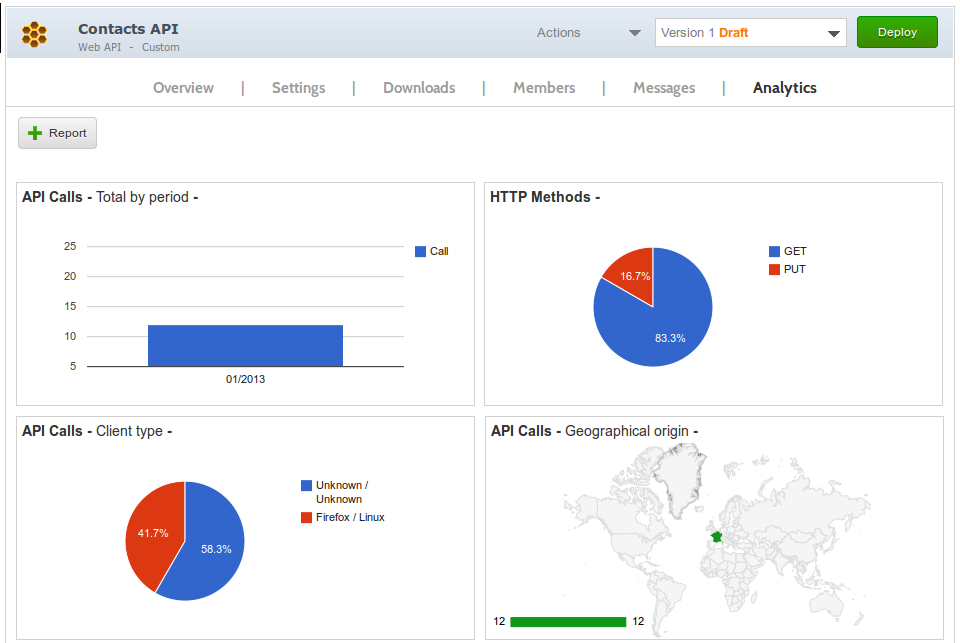 Contacts API
Web API - Custom
Actions
Version 1 Draft
Deploy
Overview | Settings | Downloads | Members | Messages | Analytics
Report
API Calls - Total by period -
25
20
15
10
5
01/2013
Call
HTTP Methods -
16.7%
83.3%
GET
PUT
API Calls - Client type -
41.7%
58.3%
Unknown /
Unknown
Firefox / Linux
API Calls - Geographical origin -
12 12